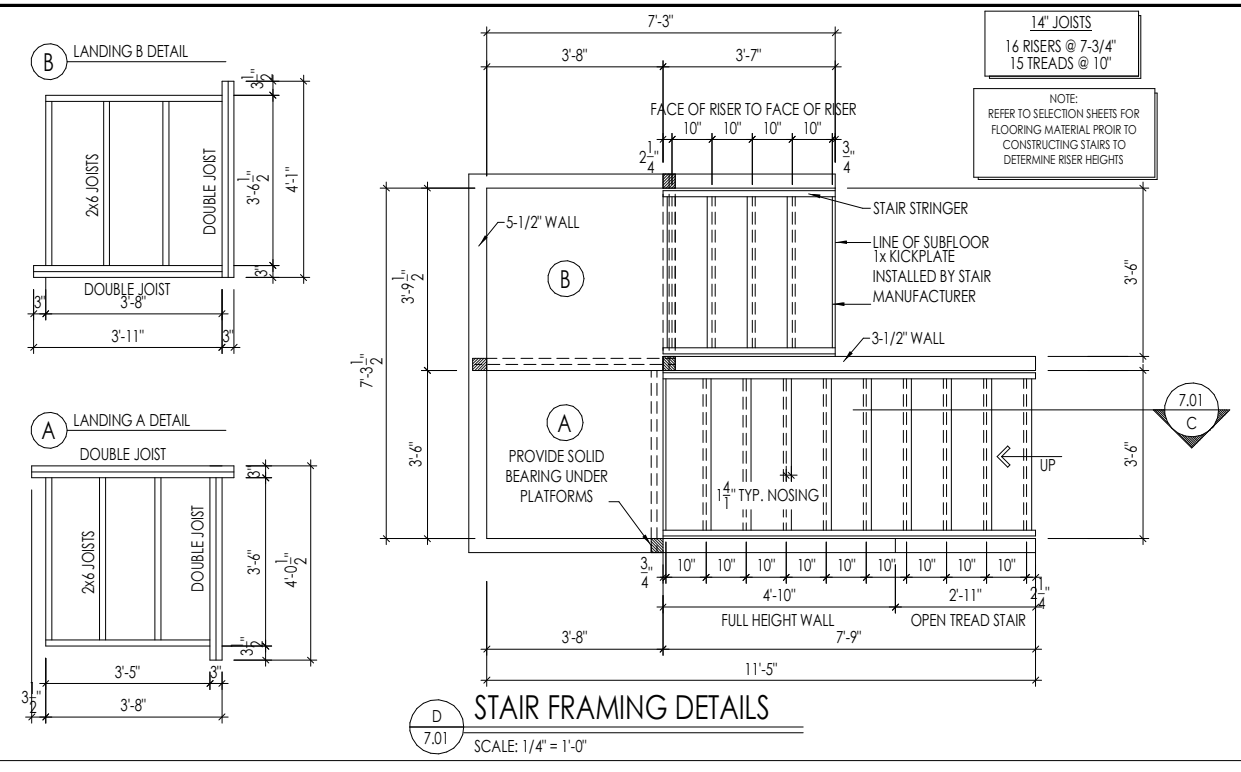 B
LANDING B DETAIL
3 1/2"
2x6 JOISTS
DOUBLE JOIST
3'-6 1/2"
4'-1"
3"
DOUBLE JOIST
3"
3'-8"
3'-11"
3"
A
LANDING A DETAIL
DOUBLE JOIST
3"
2x6 JOISTS
DOUBLE JOIST
3'-6"
4'-0 1/2"
3 1/2"
3'-5"
3"
3 1/2"
3'-8"
7'-3"
3'-8"
3'-7"
FACE OF RISER TO FACE OF RISER
10"
10"
10"
10"
2 1/4"
3/4"
14" JOISTS
16 RISERS @ 7-3/4"
15 TREADS @ 10"
NOTE:
REFER TO SELECTION SHEETS FOR
FLOORING MATERIAL PROIR TO
CONSTRUCTING STAIRS TO
DETERMINE RISER HEIGHTS
STAIR STRINGER
5-1/2" WALL
LINE OF SUBFLOOR
1x KICKPLATE
INSTALLED BY STAIR
MANUFACTURER
B
3'-9 1/2"
3'-6"
3-1/2" WALL
7'-3 1/2"
7.01
C
A
3'-6"
PROVIDE SOLID
BEARING UNDER
PLATFORMS
1 4/1" TYP. NOSING
UP
3'-6"
3/4"
10"
10"
10"
10"
10"
10"
10"
10"
10"
2 1/4"
4'-10"
2'-11"
FULL HEIGHT WALL
OPEN TREAD STAIR
3'-8"
7'-9"
11'-5"
D
7.01
STAIR FRAMING DETAILS
SCALE: 1/4" = 1'-0"